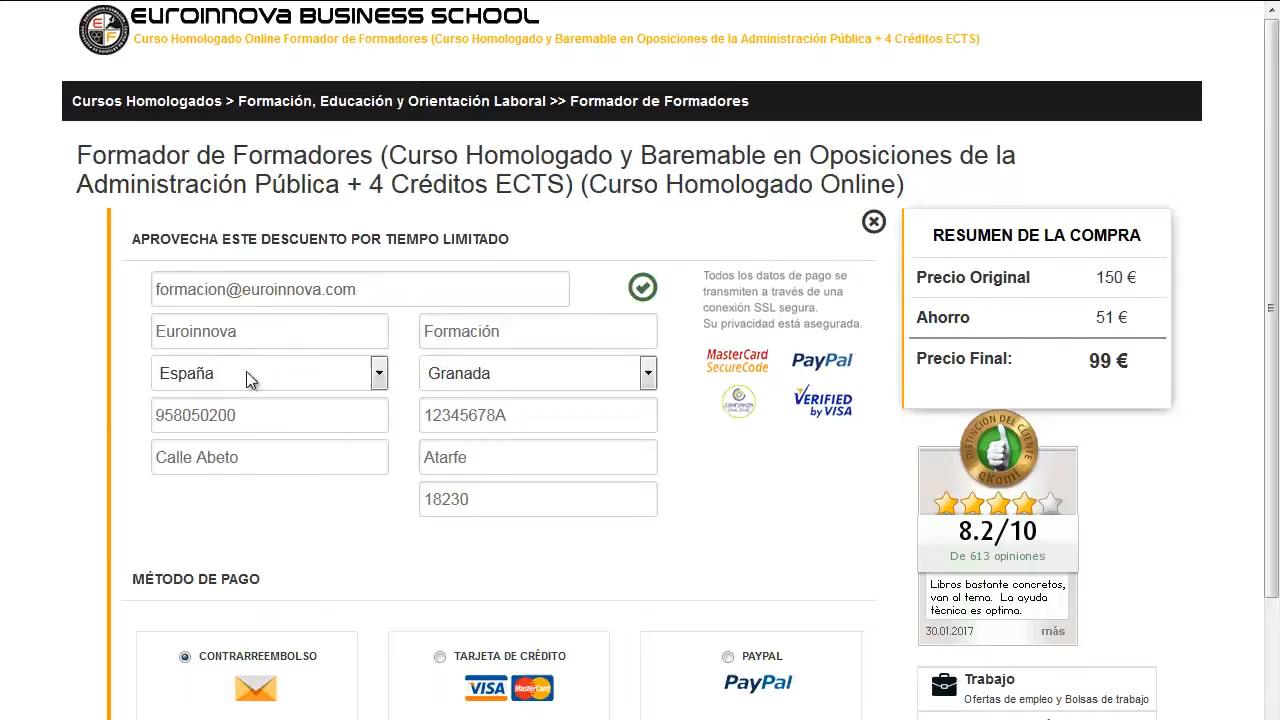 EUROINNOVA BUSINESS SCHOOL
Curso Homologado Online Formador de Formadores (Curso Homologado y Baremable en Oposiciones de la Administración Pública + 4 Créditos ECTS)
Cursos Homologados > Formación, Educación y Orientación Laboral >> Formador de Formadores
Formador de Formadores (Curso Homologado y Baremable en Oposiciones de la
Administración Pública + 4 Créditos ECTS) (Curso Homologado Online)
APROVECHA ESTE DESCUENTO POR TIEMPO LIMITADO
formacion@euroinnova.com
Euroinnova
Formación
España
Granada
958050200
12345678A
Calle Abeto
Atarfe
18230
Todos los datos de pago se
transmiten a través de una
conexión SSL segura.
Su privacidad está asegurada.
MasterCard
SecureCode
PayPal
CONFIANZA
ONLINE
VERIFIED
by VISA
RESUMEN DE LA COMPRA
Precio Original 150 €
Ahorro 51 €
Precio Final: 99 €
DISTINCIÓN DEL CLIENTE
eKomi
8.2/10
De 613 opiniones
Libros bastante concretos,
van al tema. La ayuda
tècnica es optima.
30.01.2017 más
Trabajo
Ofertas de empleo y Bolsas de trabajo
MÉTODO DE PAGO
CONTRARREEMBOLSO
TARJETA DE CRÉDITO
VISA
MasterCard
PAYPAL
PayPal